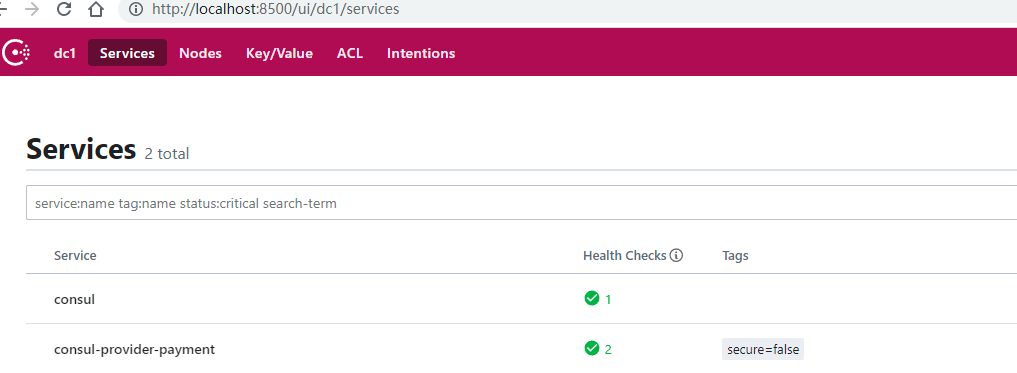 http://localhost:8500/ui/dc1/services
dc1 Services Nodes Key/Value ACL Intentions
Services 2 total
service:name tag:name status:critical search-term
Service Health Checks Tags
consul 1
consul-provider-payment 2 secure=false